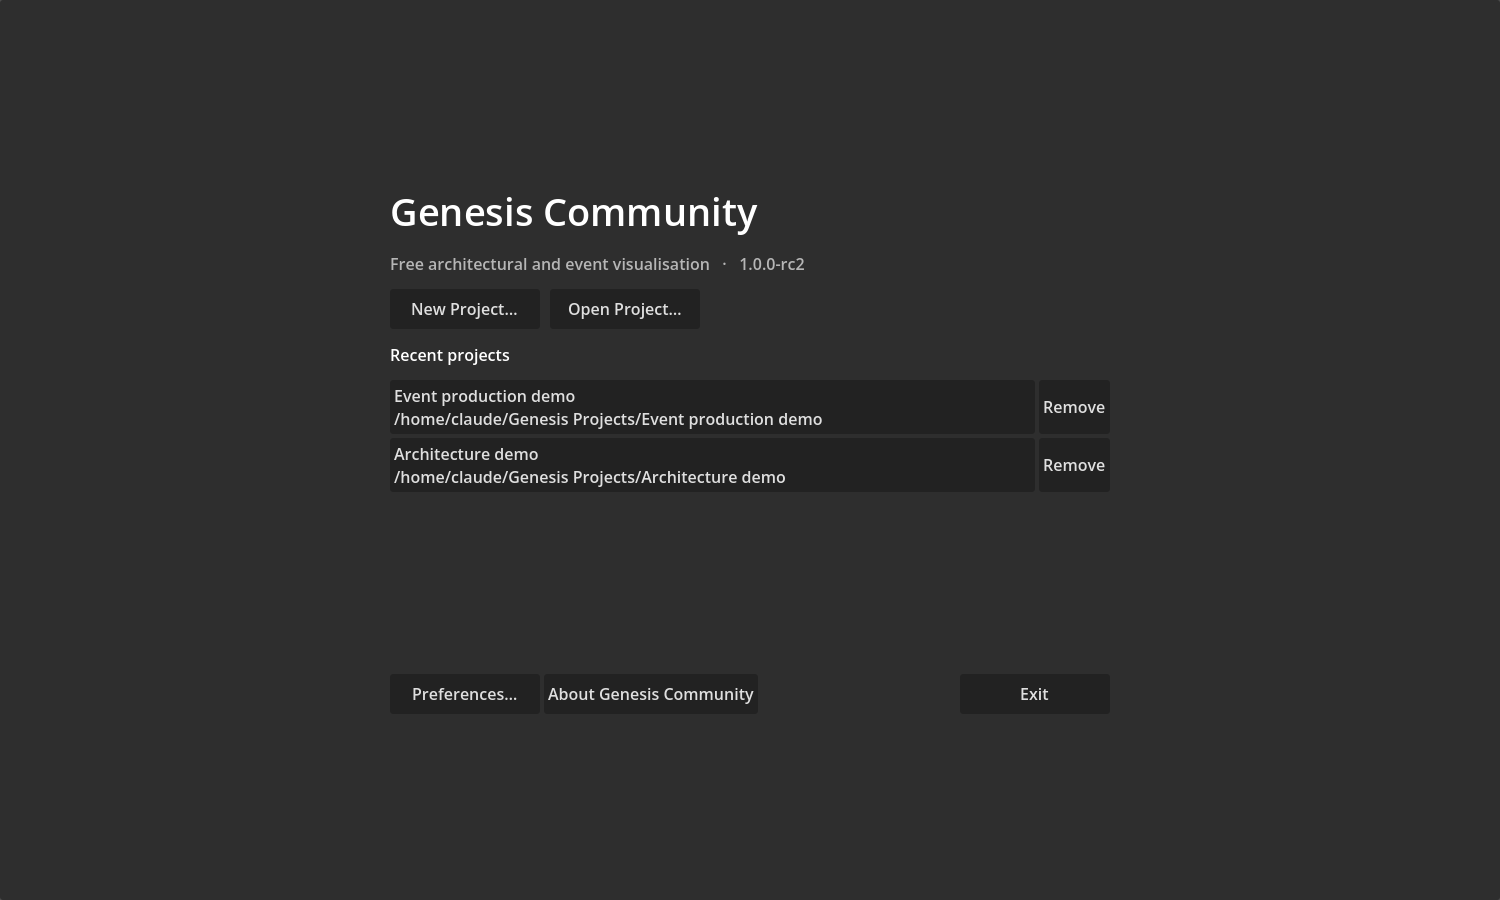 Genesis Community
Free architectural and event visualisation · 1.0.0-rc2
New Project...
Open Project...
Recent projects
Event production demo
/home/claude/Genesis Projects/Event production demo
Remove
Architecture demo
/home/claude/Genesis Projects/Architecture demo
Remove
Preferences...
About Genesis Community
Exit